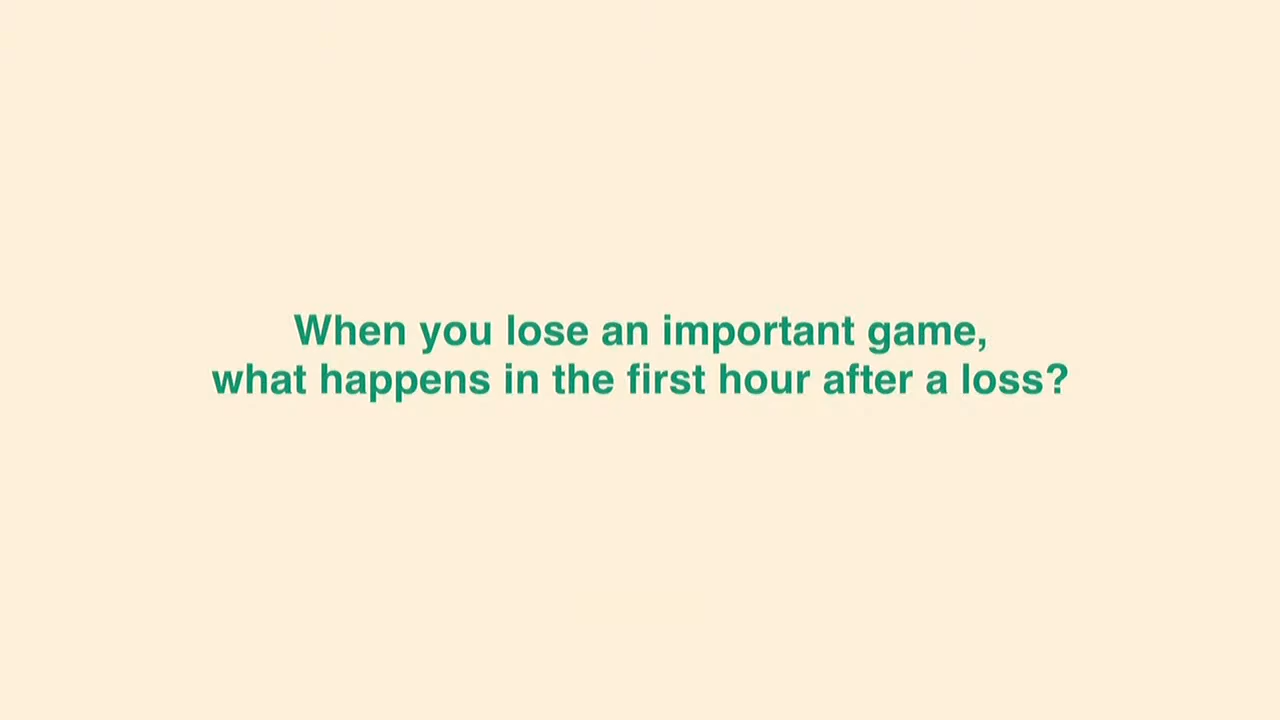 When you lose an important game,
what happens in the first hour after a loss?